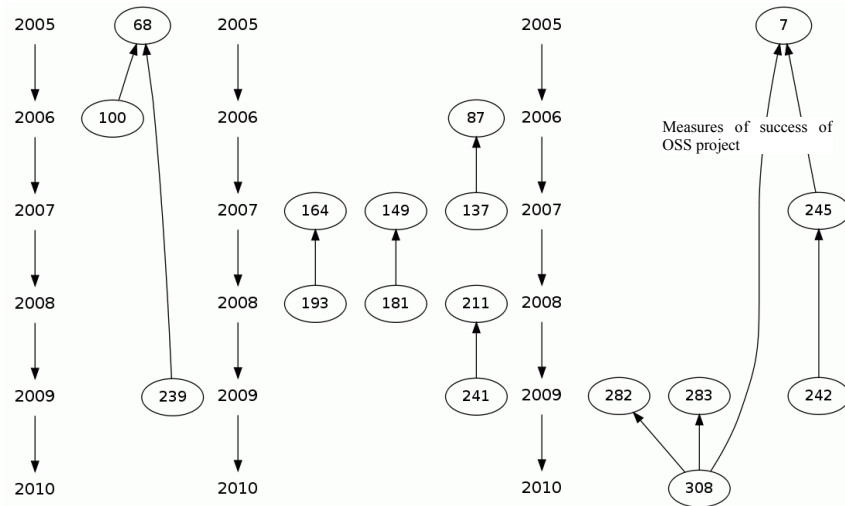 2005 68 2005 2005 7
2006 100 2006 87 2006
Measures of success of
OSS project
2007 2007 164 149 137 2007 245
2008 2008 193 181 211 2008
2009 239 2009 241 2009 282 283 242
2010 2010 2010 308